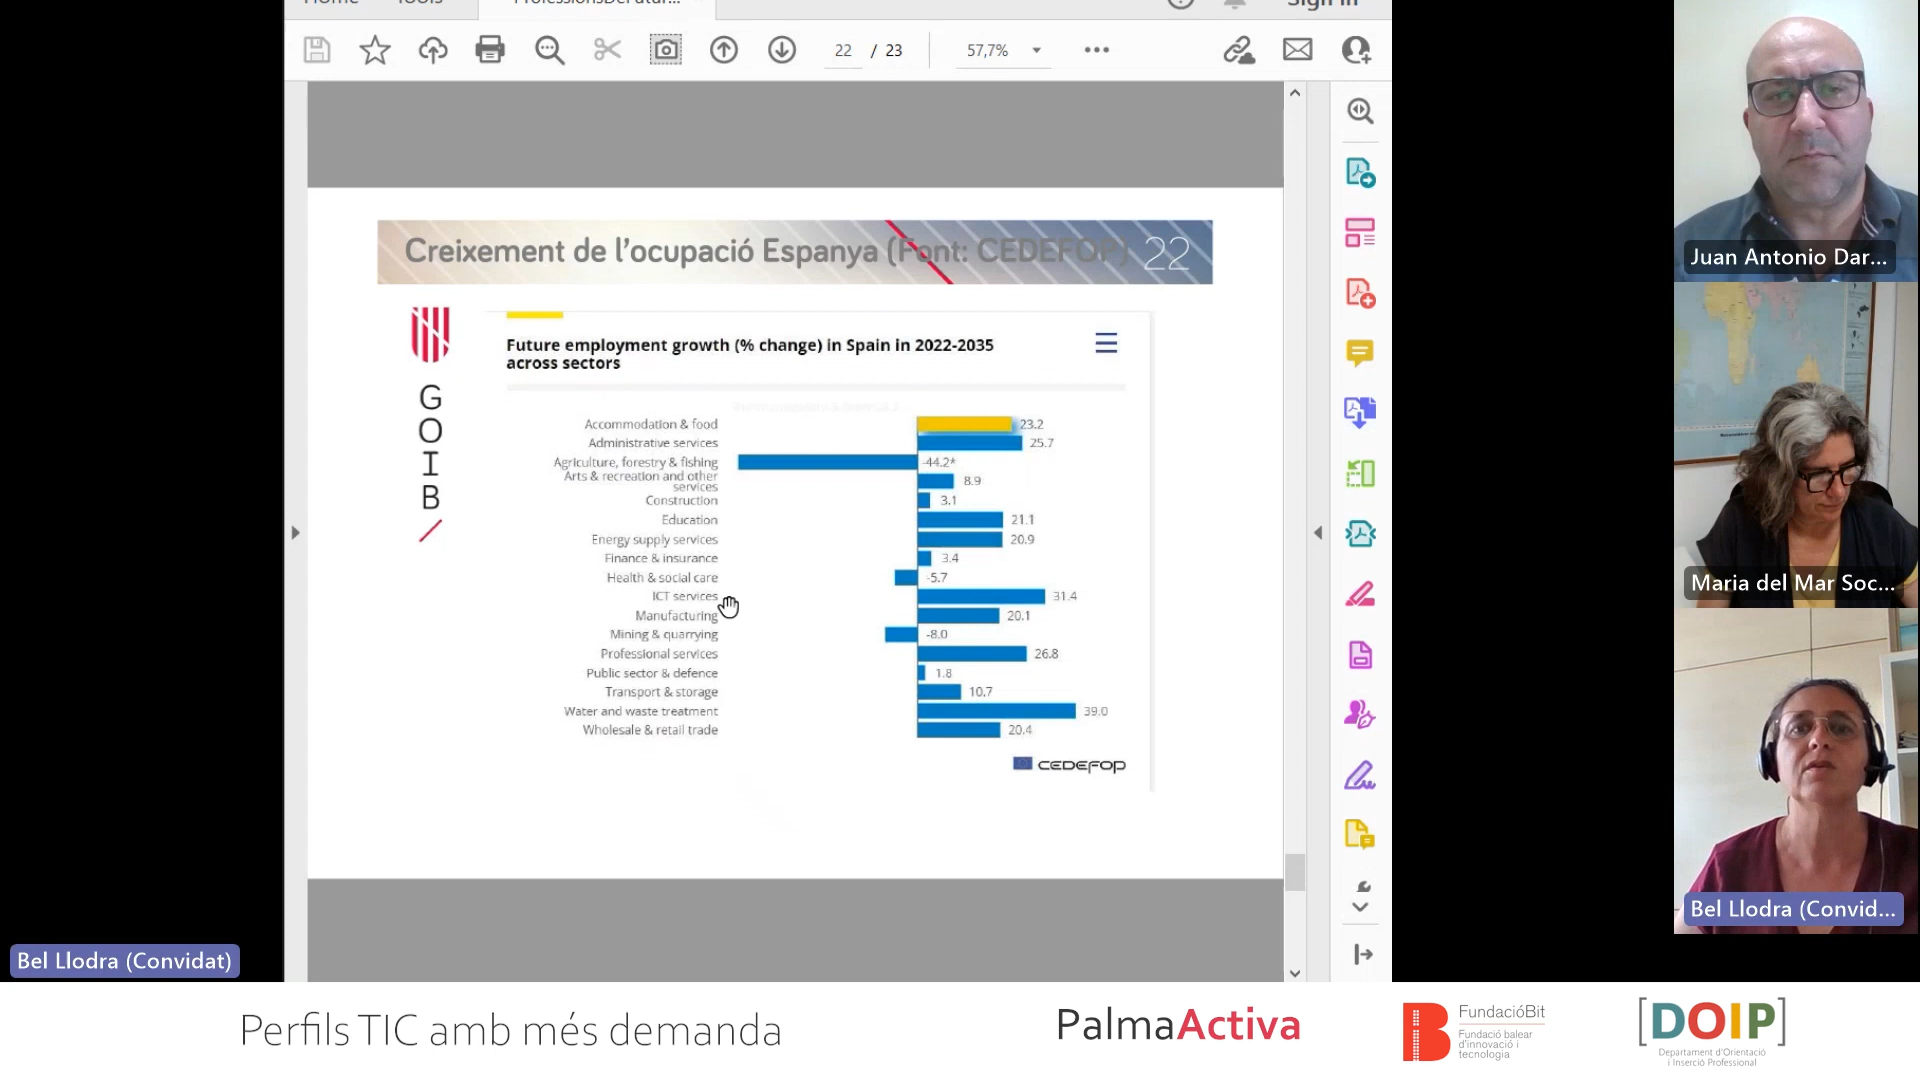 Home Tools ProfessionsDeFutur... Sign In
22 / 23 57,7%
Creixement de l'ocupació Espanya (Font: CEDEFOP) 22
GOIB
Future employment growth (% change) in Spain in 2022-2035
across sectors
Accommodation & food 23.2
Administrative services 25.7
Agriculture, forestry & fishing -44.2*
Arts & recreation and other
services 8.9
Construction 3.1
Education 21.1
Energy supply services 20.9
Finance & insurance 3.4
Health & social care -5.7
ICT services 31.4
Manufacturing 20.1
Mining & quarrying -8.0
Professional services 26.8
Public sector & defence 1.8
Transport & storage 10.7
Water and waste treatment 39.0
Wholesale & retail trade 20.4
CEDEFOP
Juan Antonio Dar...
Maria del Mar Soc...
Bel Llodra (Convid...
Bel Llodra (Convidat)
Perfils TIC amb més demanda
PalmaActiva
FundacióBit
Fundació balear
d'innovació i
tecnologia
[DOIP]
Departament d'Orientació
i Inserció Professional